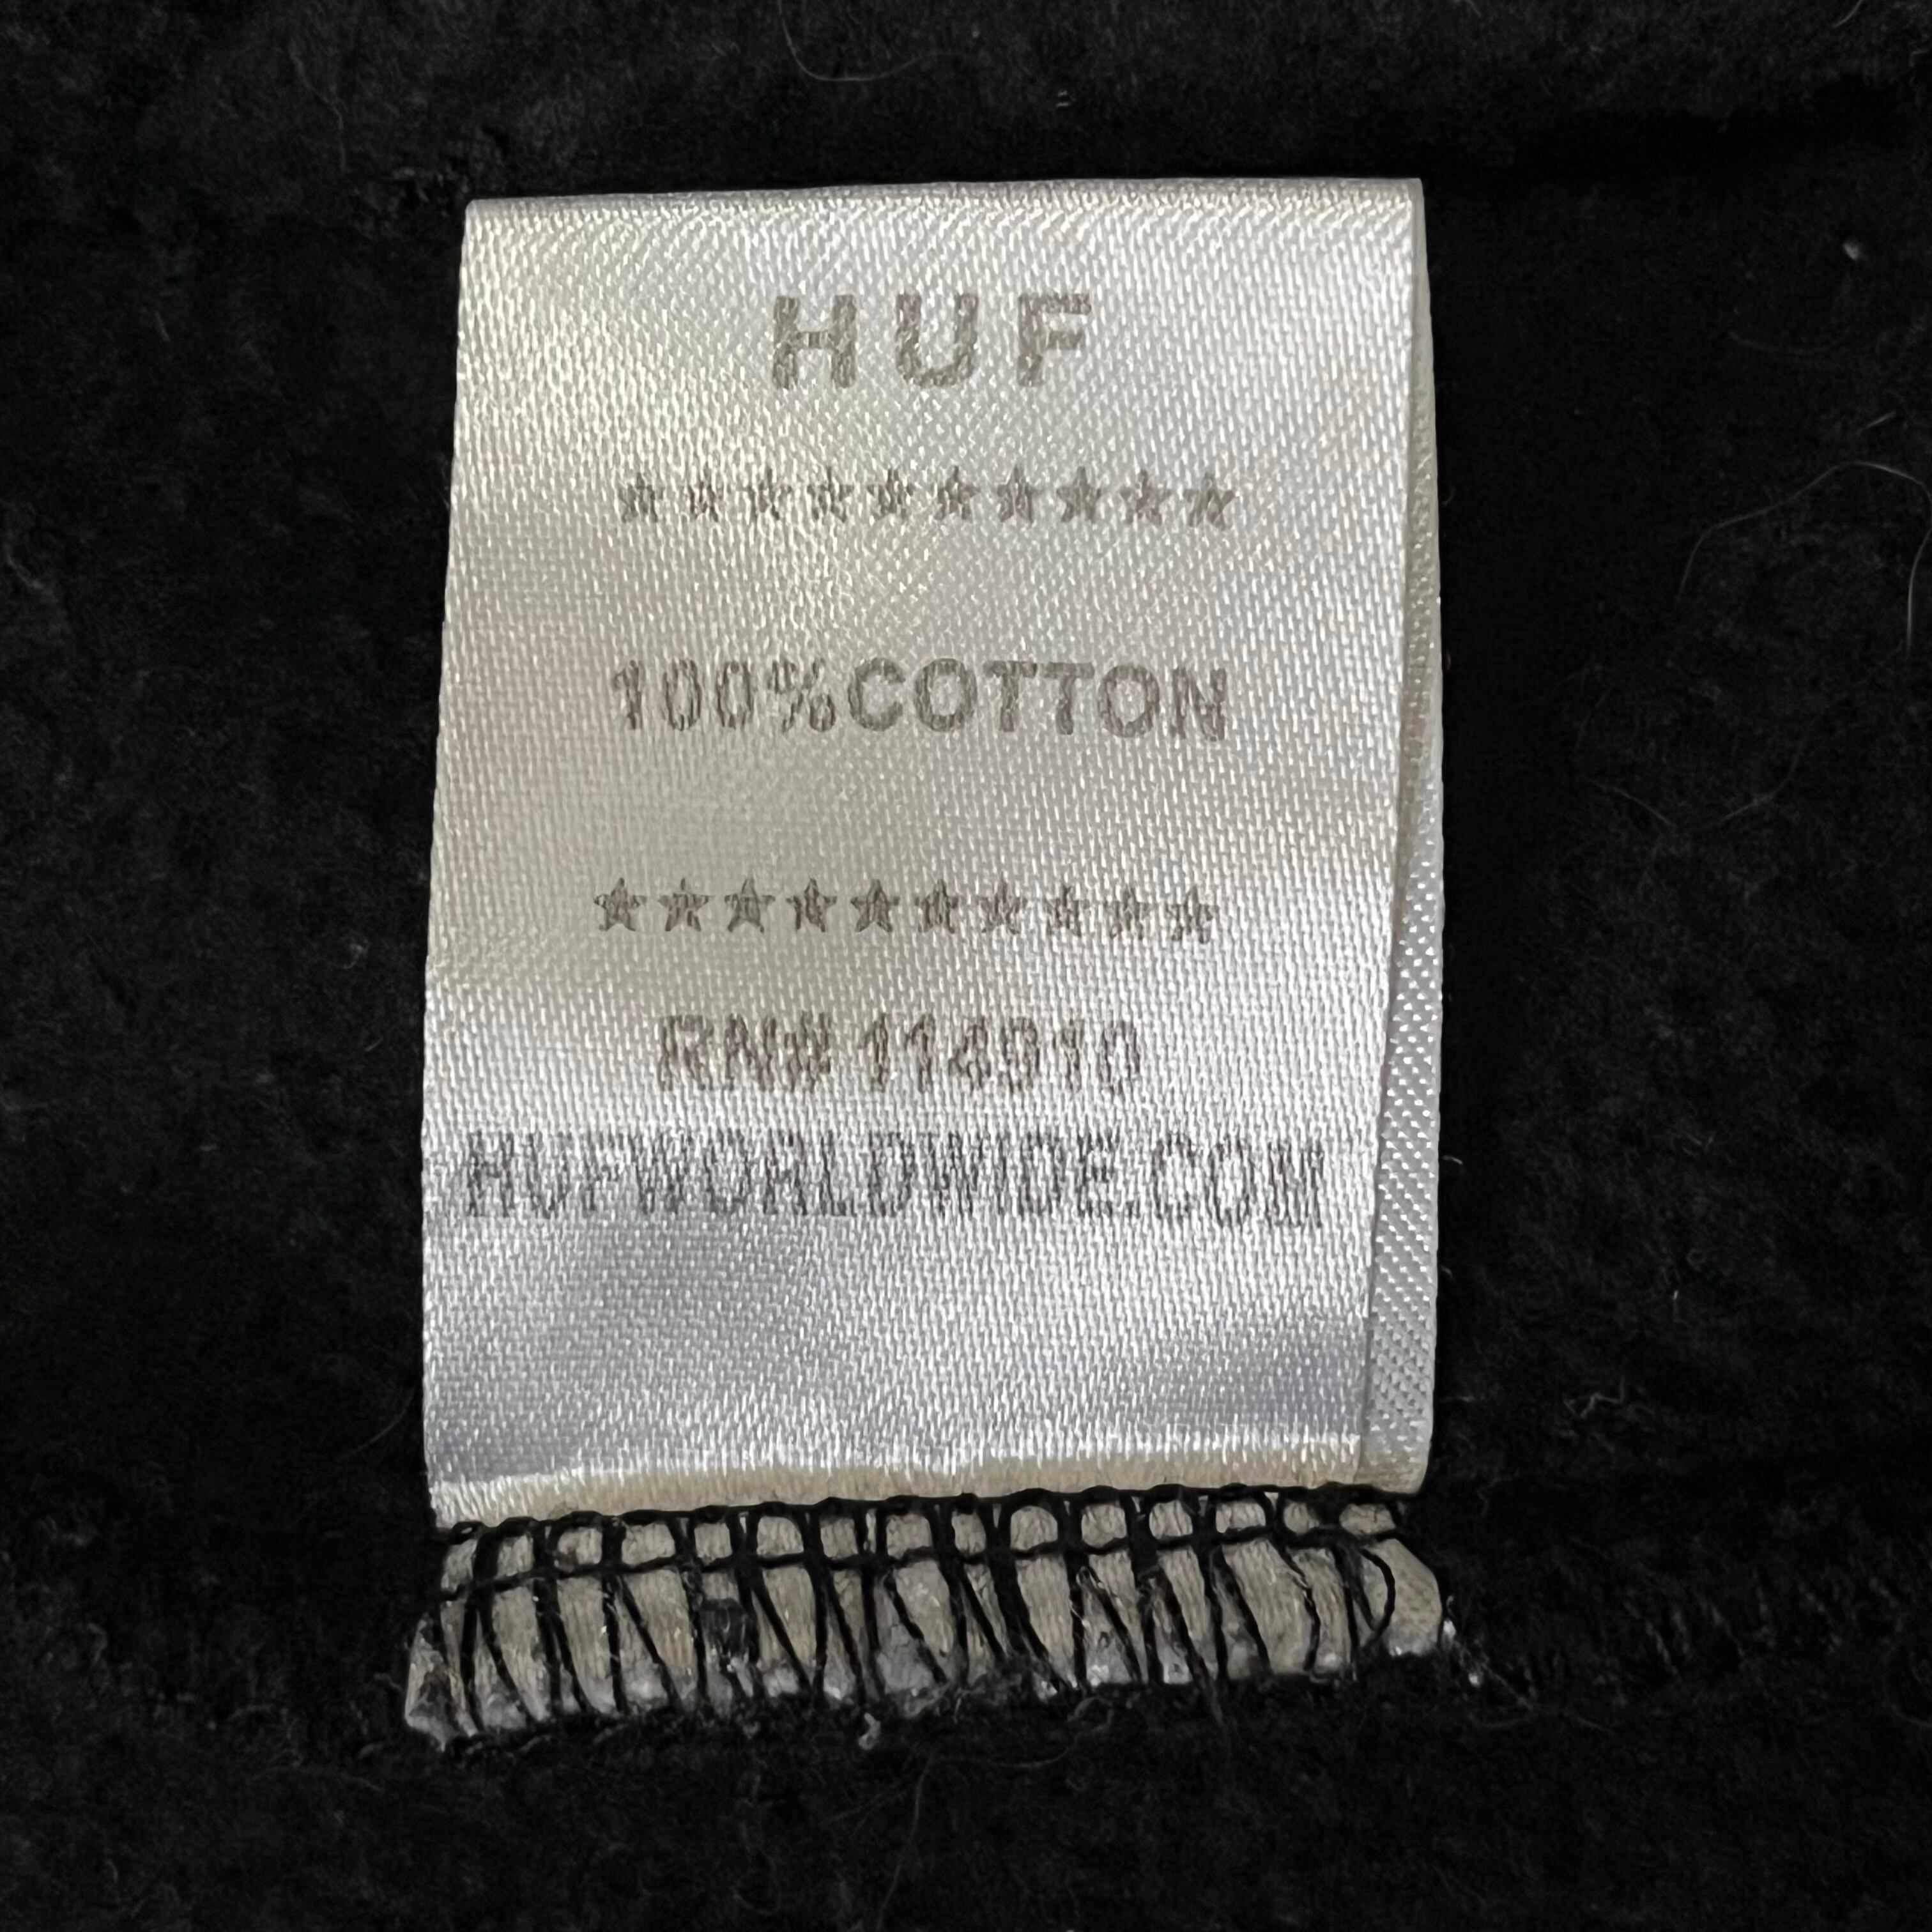 HUF
★★★★★★★★★★
100%COTTON
★★★★★★★★★★
RN# 114910
HUFWORLDWIDE.COM